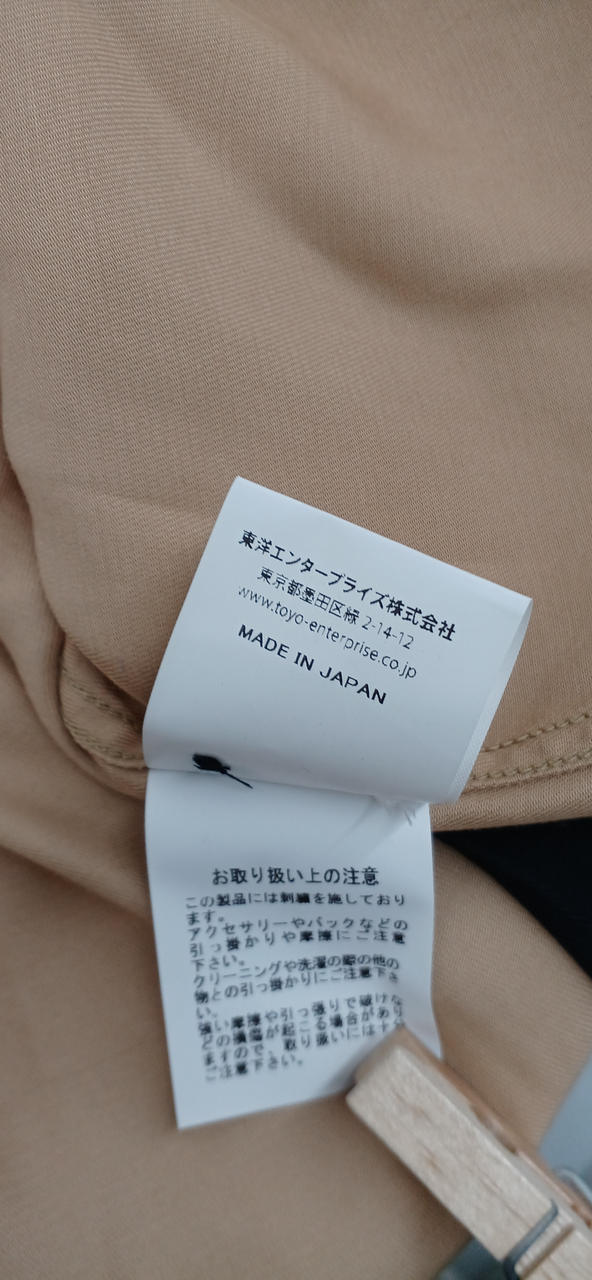 東洋エンタープライズ株式会社
東京都墨田区緑 2-14-12
www.toyo-enterprise.co.jp
MADE IN JAPAN
お取り扱い上の注意
この製品には刺繍を施しており
ます。
アクセサリーやバックなどの
引っ掛かりや摩擦にご注意
下さい。
クリーニングや洗濯の際の他の
物との引っ掛かりにご注意下さ
い。
強い摩擦や引っ張りで破けな
どの損傷が起こる場合があり
ますので、取り扱いには十分
ご注意下さい。